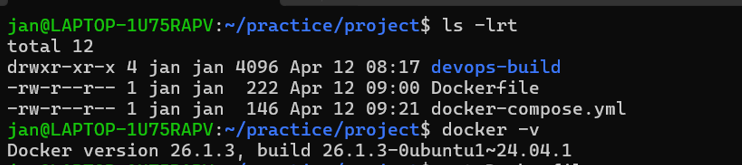 jan@LAPTOP-1U75RAPV:~/practice/project$ ls -lrt
total 12
drwxr-xr-x 4 jan jan 4096 Apr 12 08:17 devops-build
-rw-r--r-- 1 jan jan  222 Apr 12 09:00 Dockerfile
-rw-r--r-- 1 jan jan  146 Apr 12 09:21 docker-compose.yml
jan@LAPTOP-1U75RAPV:~/practice/project$ docker -v
Docker version 26.1.3, build 26.1.3-0ubuntu1~24.04.1